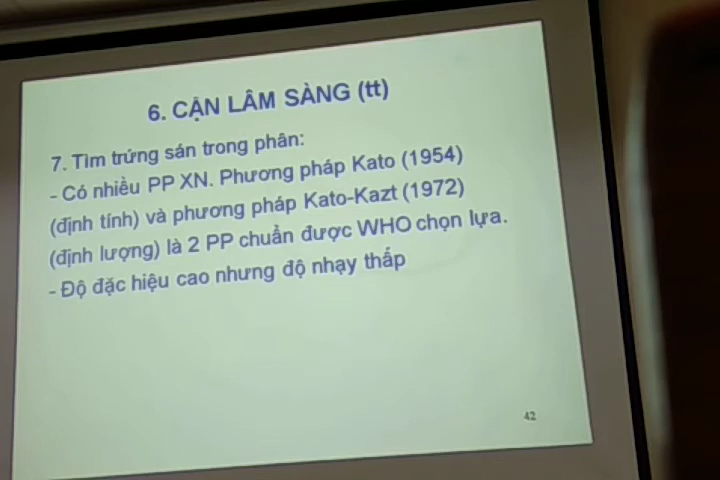 6. CẬN LÂM SÀNG (tt)
7. Tìm trứng sán trong phân:
- Có nhiều PP XN. Phương pháp Kato (1954)
(định tính) và phương pháp Kato-Kazt (1972)
(định lượng) là 2 PP chuẩn được WHO chọn lựa.
- Độ đặc hiệu cao nhưng độ nhạy thấp
42